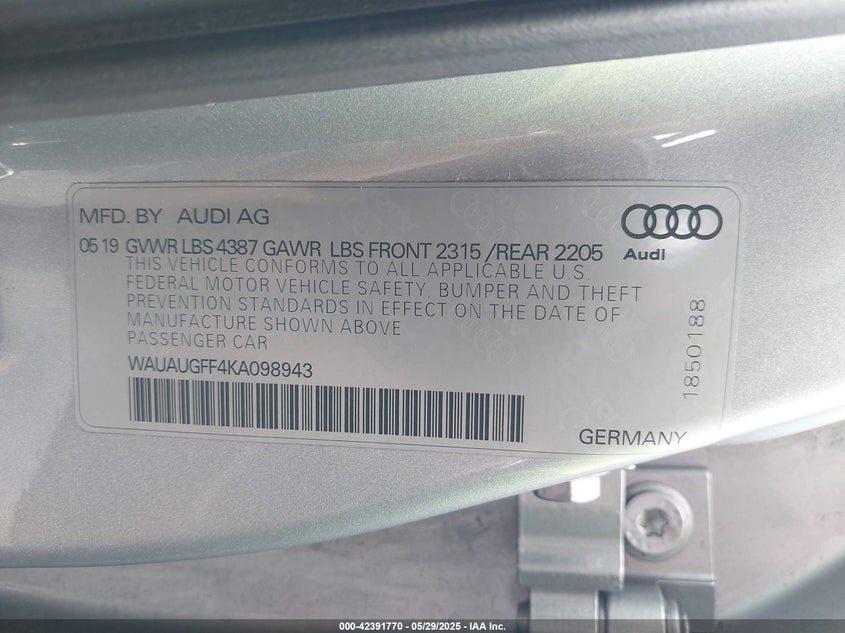 MFD. BY AUDI AG
05 19 GVWR LBS 4387 GAWR LBS FRONT 2315 /REAR 2205
THIS VEHICLE CONFORMS TO ALL APPLICABLE U.S.
FEDERAL MOTOR VEHICLE SAFETY, BUMPER AND THEFT
PREVENTION STANDARDS IN EFFECT ON THE DATE OF
MANUFACTURE SHOWN ABOVE
PASSENGER CAR
WAUAUGFF4KA098943
Audi
1850188
GERMANY
000-42391770 - 05/29/2025 - IAA Inc.